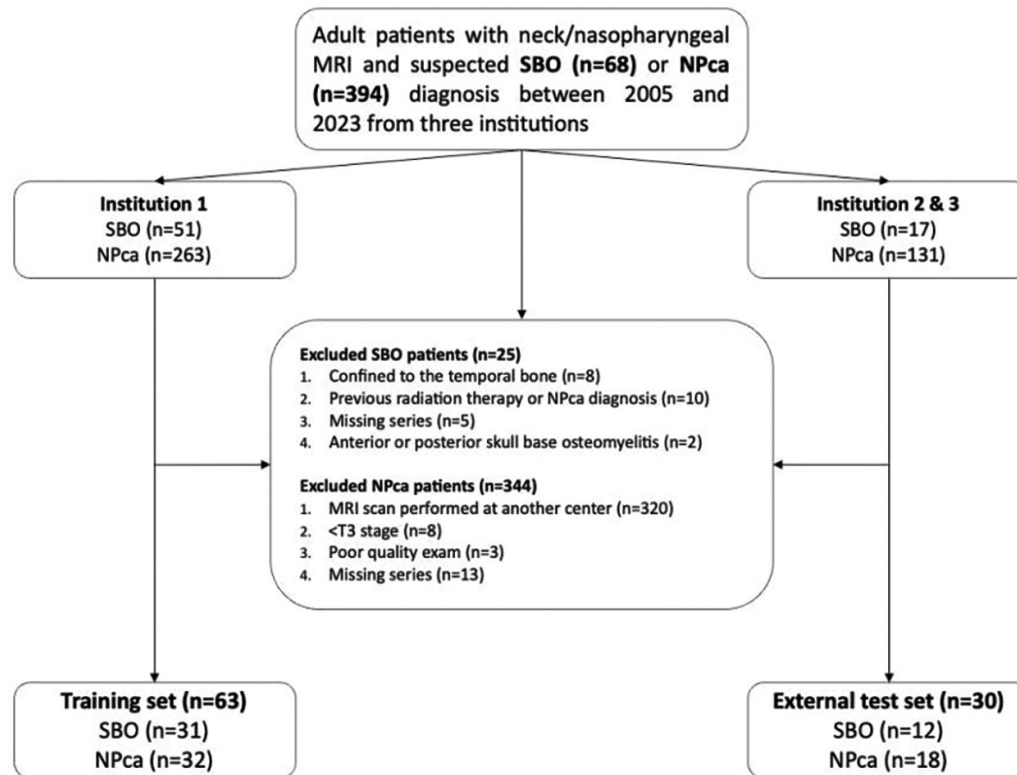 Adult patients with neck/nasopharyngeal
MRI and suspected SBO (n=68) or NPca
(n=394) diagnosis between 2005 and
2023 from three institutions
Institution 1
SBO (n=51)
NPca (n=263)
Institution 2 & 3
SBO (n=17)
NPca (n=131)
Excluded SBO patients (n=25)
1. Confined to the temporal bone (n=8)
2. Previous radiation therapy or NPca diagnosis (n=10)
3. Missing series (n=5)
4. Anterior or posterior skull base osteomyelitis (n=2)
Excluded NPca patients (n=344)
1. MRI scan performed at another center (n=320)
2. <T3 stage (n=8)
3. Poor quality exam (n=3)
4. Missing series (n=13)
Training set (n=63)
SBO (n=31)
NPca (n=32)
External test set (n=30)
SBO (n=12)
NPca (n=18)